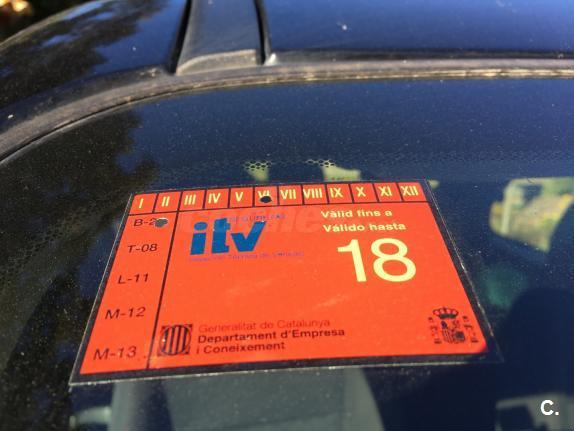 I II III IV V VI VII VIII IX X XI XII
B-2
T-08
L-11
M-12
M-13
itv
Vàlid fins a
Válido hasta
18
Generalitat de Catalunya
Departament d'Empresa
i Coneixement
C.